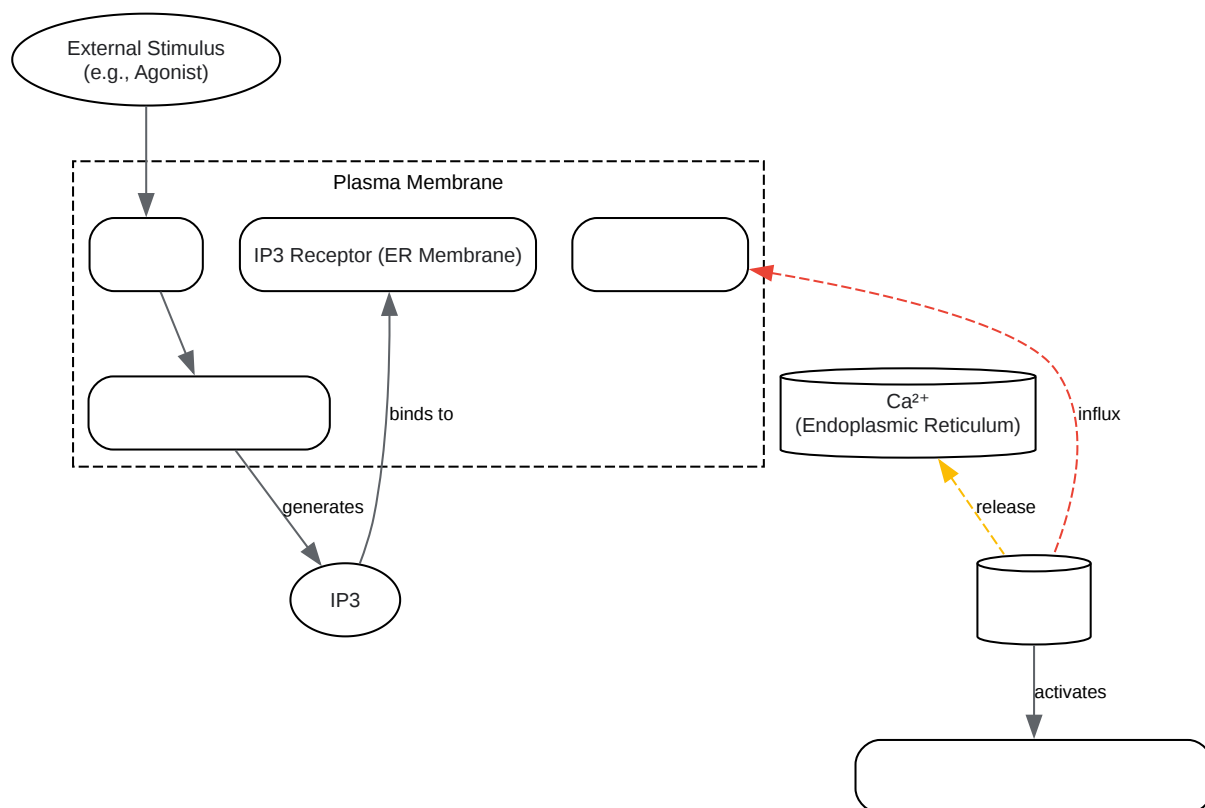 External Stimulus
(e.g., Agonist)
Plasma Membrane
IP3 Receptor (ER Membrane)
Ca²⁺
(Endoplasmic Reticulum)
binds to
influx
generates
release
IP3
activates